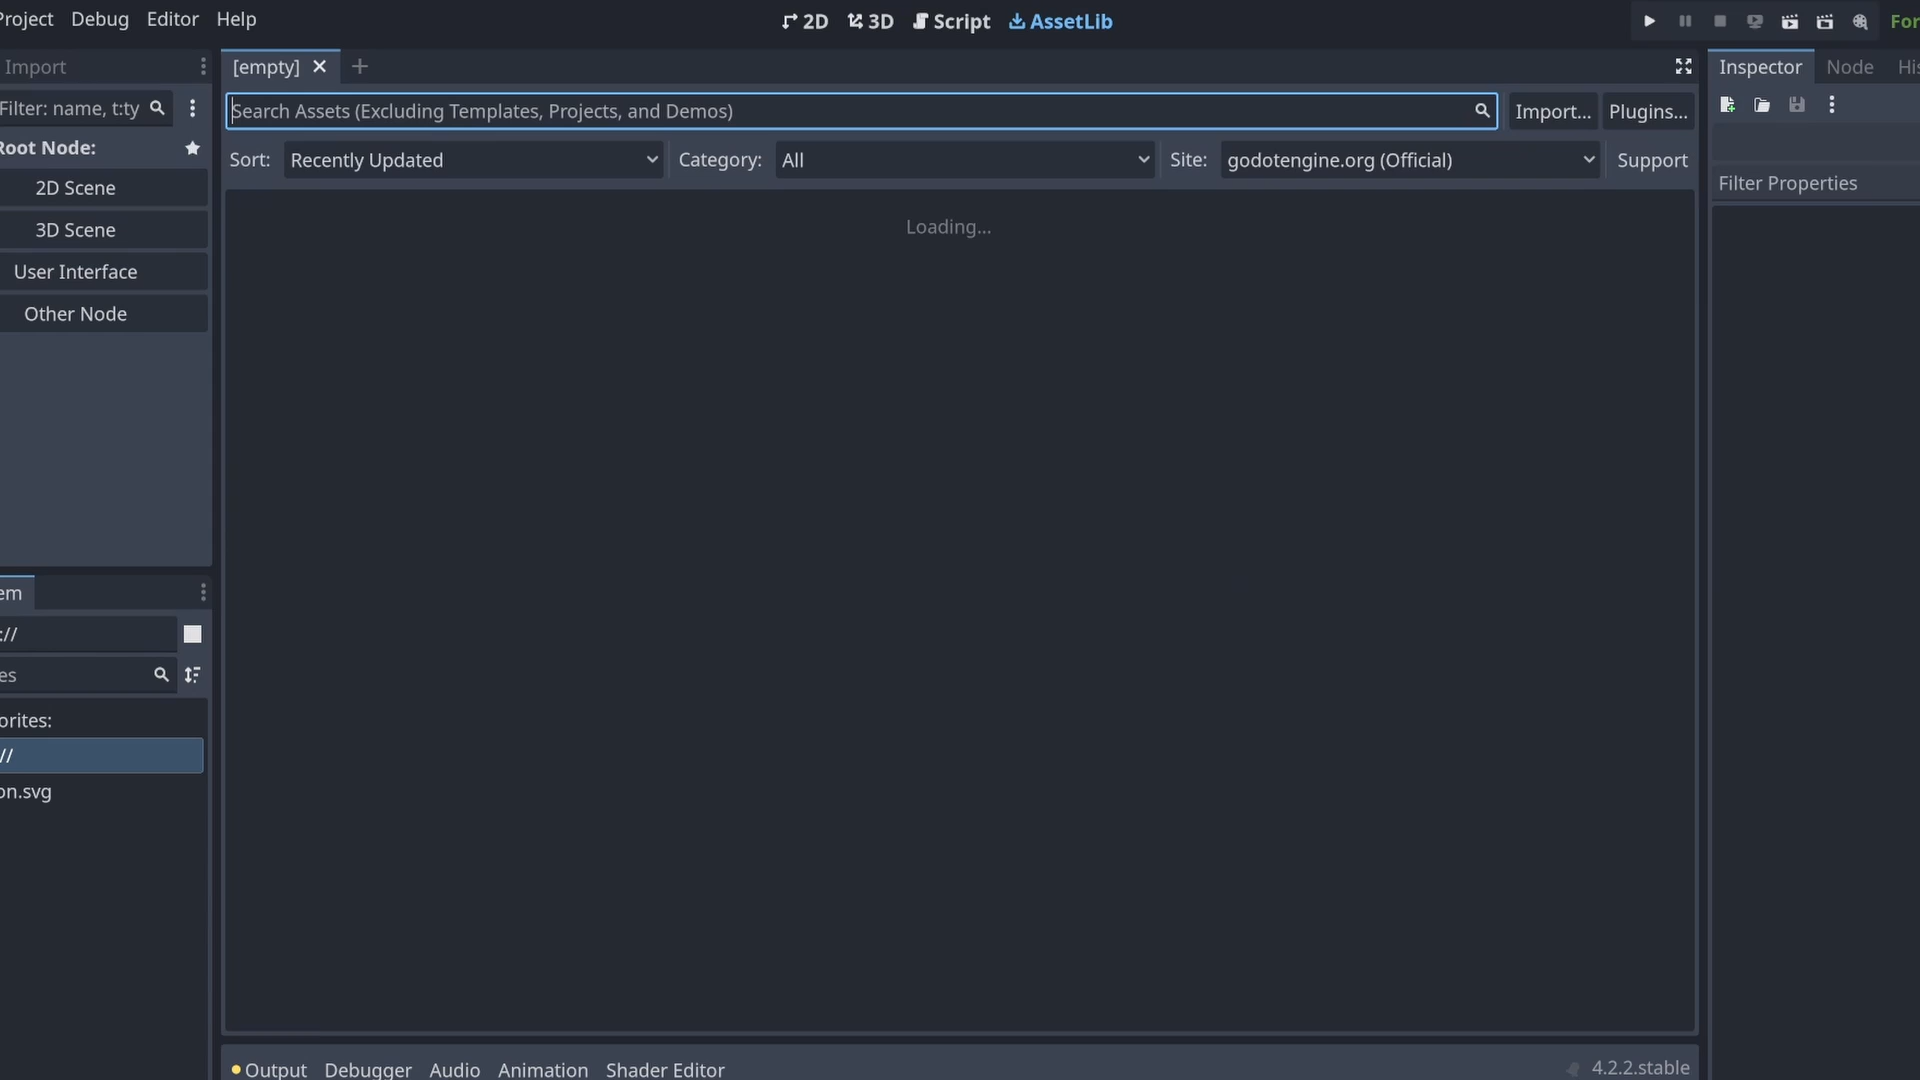 Project Debug Editor Help
2D 3D Script AssetLib
For
Import
[empty]
Inspector Node His
Filter: name, t:ty
Search Assets (Excluding Templates, Projects, and Demos)
Import... Plugins...
Root Node:
Sort: Recently Updated Category: All Site: godotengine.org (Official) Support
Filter Properties
2D Scene
3D Scene
User Interface
Other Node
Loading...
em
://
es
orites:
//
on.svg
Output Debugger Audio Animation Shader Editor
4.2.2.stable